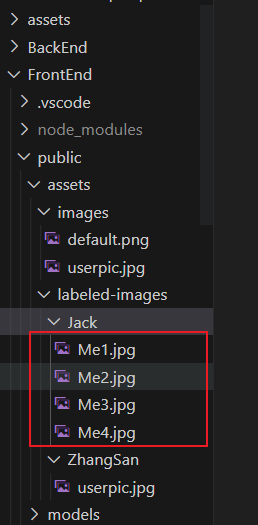 assets
BackEnd
FrontEnd
.vscode
node_modules
public
assets
images
default.png
userpic.jpg
labeled-images
Jack
Me1.jpg
Me2.jpg
Me3.jpg
Me4.jpg
ZhangSan
userpic.jpg
models